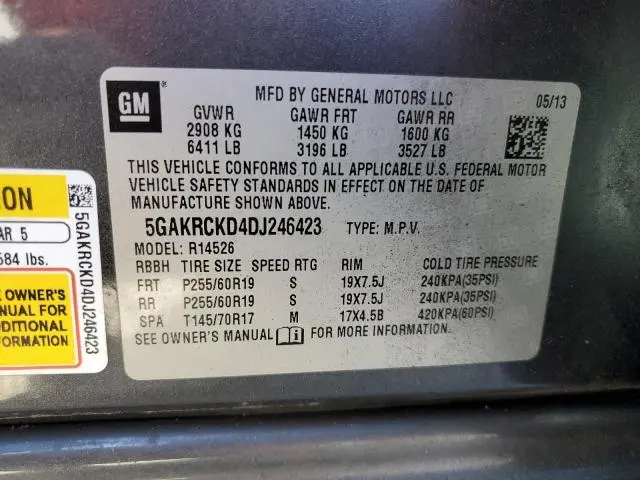 GM
MFD BY GENERAL MOTORS LLC 05/13
GVWR GAWR FRT GAWR RR
2908 KG 1450 KG 1600 KG
6411 LB 3196 LB 3527 LB
THIS VEHICLE CONFORMS TO ALL APPLICABLE U.S. FEDERAL MOTOR
VEHICLE SAFETY STANDARDS IN EFFECT ON THE DATE OF
MANUFACTURE SHOWN ABOVE.
5GAKRCKD4DJ246423 TYPE: M.P.V.
MODEL: R14526
RBBH TIRE SIZE SPEED RTG RIM COLD TIRE PRESSURE
FRT P255/60R19 S 19X7.5J 240KPA(35PSI)
RR P255/60R19 S 19X7.5J 240KPA(35PSI)
SPA T145/70R17 M 17X4.5B 420KPA(60PSI)
SEE OWNER'S MANUAL i FOR MORE INFORMATION.
ON
AR 5
584 lbs.
OWNER'S
MANUAL FOR
DDITIONAL
FORMATION
5GAKRCKD4DJ246423